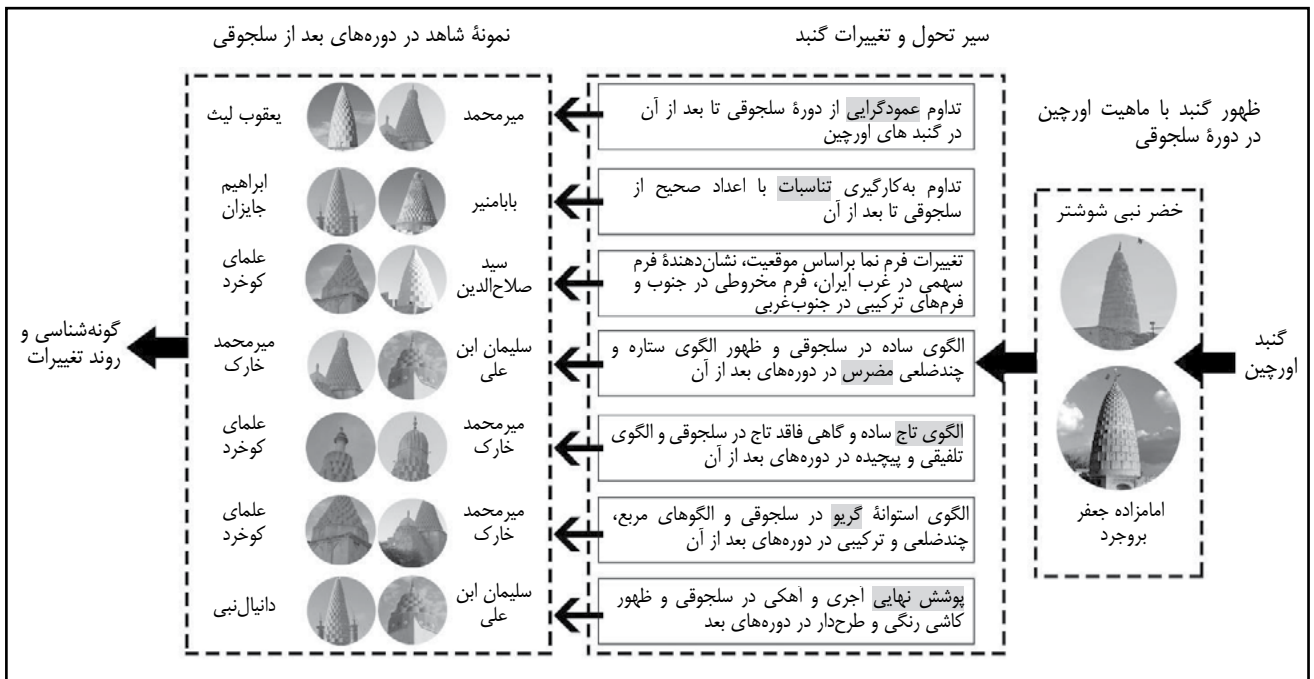 ظهور گنبد با ماهیت اورچین
در دورۀ سلجوقی
سیر تحول و تغییرات گنبد
نمونۀ شاهد در دوره‌های بعد از سلجوقی
گنبد
اورچین
خضر نبی شوشتر
امامزاده جعفر
بروجرد
تداوم عمودگرایی از دورۀ سلجوقی تا بعد از آن
در گنبد های اورچین
میرمحمد
یعقوب لیث
تداوم به‌کارگیری تناسبات با اعداد صحیح از
سلجوقی تا بعد از آن
بابامنیر
ابراهیم
جایزان
تغییرات فرم نما براساس موقعیت، نشان‌دهندۀ فرم
سهمی در غرب ایران، فرم مخروطی در جنوب و
فرم‌های ترکیبی در جنوب‌غربی
سید
صلاح‌الدین
علمای
کوخرد
الگوی ساده در سلجوقی و ظهور الگوی ستاره و
چندضلعی مضرس در دوره‌های بعد از آن
سلیمان ابن
علی
میرمحمد
خارک
الگوی تاج ساده و گاهی فاقد تاج در سلجوقی و الگوی
تلفیقی و پیچیده در دوره‌های بعد از آن
میرمحمد
خارک
علمای
کوخرد
الگوی استوانۀ گریو در سلجوقی و الگوهای مربع،
چندضلعی و ترکیبی در دوره‌های بعد از آن
میرمحمد
خارک
علمای
کوخرد
پوشش نهایی آجری و آهکی در سلجوقی و ظهور
کاشی رنگی و طرح‌دار در دوره‌های بعد
سلیمان ابن
علی
دانیال‌نبی
گونه‌شناسی و
روند تغییرات